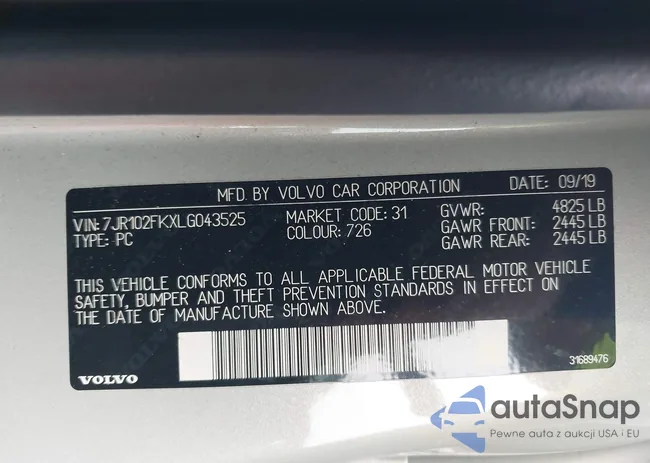 MFD. BY VOLVO CAR CORPORATION DATE: 09/19
VIN: 7JR102FKXLG043525 MARKET CODE: 31 GVWR: 4825 LB
TYPE: PC COLOUR: 726 GAWR FRONT: 2445 LB
GAWR REAR: 2445 LB
THIS VEHICLE CONFORMS TO ALL APPLICABLE FEDERAL MOTOR VEHICLE
SAFETY, BUMPER AND THEFT PREVENTION STANDARDS IN EFFECT ON
THE DATE OF MANUFACTURE SHOWN ABOVE.
VOLVO 31689476
autaSnap
Pewne auta z aukcji USA i EU